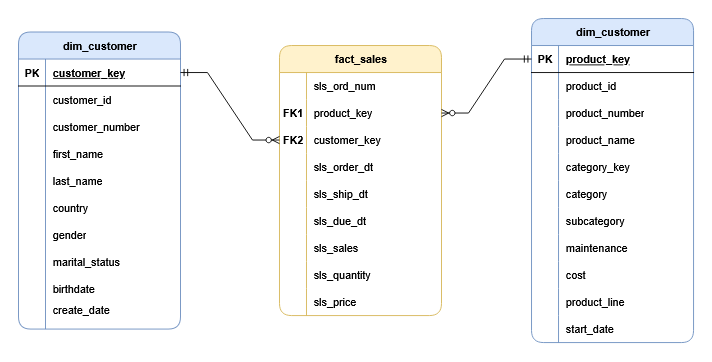 dim_customer
PK customer_key
customer_id
customer_number
first_name
last_name
country
gender
marital_status
birthdate
create_date
fact_sales
sls_ord_num
FK1 product_key
FK2 customer_key
sls_order_dt
sls_ship_dt
sls_due_dt
sls_sales
sls_quantity
sls_price
dim_customer
PK product_key
product_id
product_number
product_name
category_key
category
subcategory
maintenance
cost
product_line
start_date